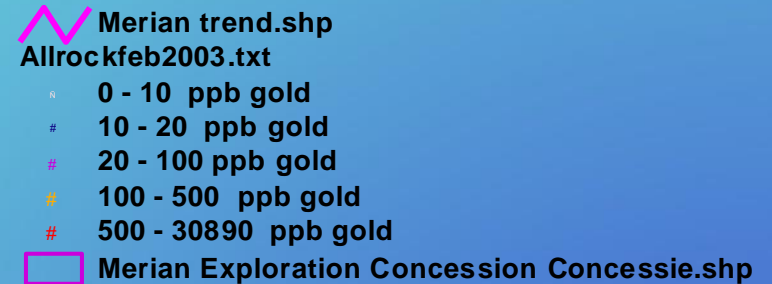 Merian trend.shp
Allrockfeb2003.txt
Ñ 0 - 10 ppb gold
# 10 - 20 ppb gold
# 20 - 100 ppb gold
# 100 - 500 ppb gold
# 500 - 30890 ppb gold
Merian Exploration Concession Concessie.shp